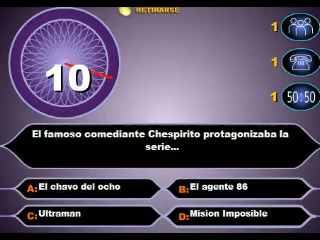 RETIRARSE
10
1
1
1 50:50
El famoso comediante Chespirito protagonizaba la
serie...
A: El chavo del ocho
B: El agente 86
C: Ultraman
D: Mision Imposible